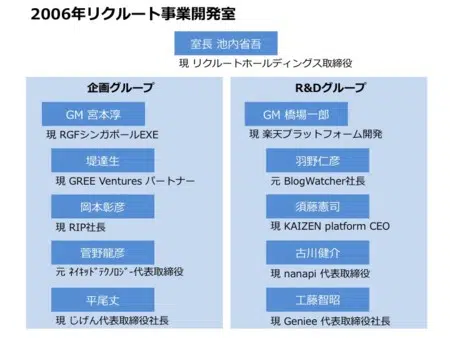 2006年リクルート事業開発室
室長 池内省吾
現 リクルートホールディングス取締役
企画グループ
GM 宮本淳
現 RGFシンガポールEXE
堤達生
現 GREE Ventures パートナー
岡本彰彦
現 RIP社長
菅野龍彦
元 ﾈｲｷｯﾄﾞﾃｸﾉﾛｼﾞｰ代表取締役
平尾丈
現 じげん代表取締役社長
R&Dグループ
GM 橋場一郎
現 楽天プラットフォーム開発
羽野仁彦
元 BlogWatcher社長
須藤憲司
現 KAIZEN platform CEO
古川健介
現 nanapi 代表取締役
工藤智昭
現 Geniee 代表取締役社長